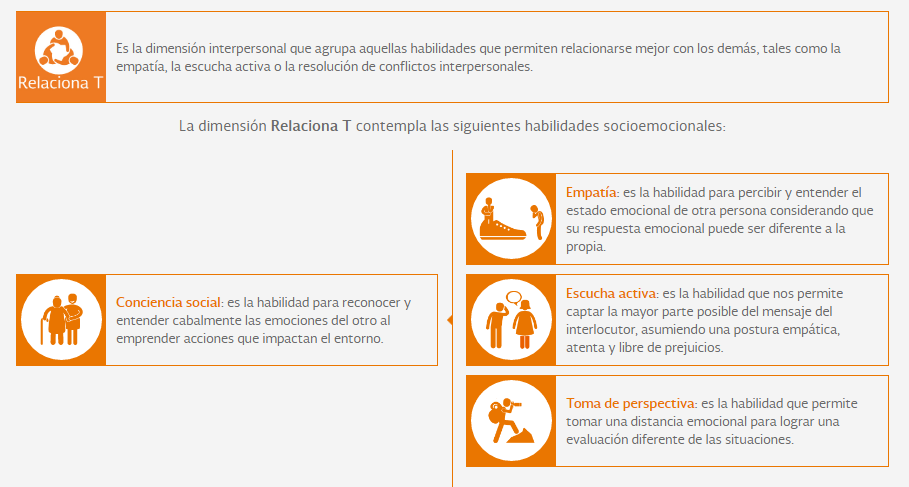 Relaciona T
Es la dimensión interpersonal que agrupa aquellas habilidades que permiten relacionarse mejor con los demás, tales como la
empatía, la escucha activa o la resolución de conflictos interpersonales.
La dimensión Relaciona T contempla las siguientes habilidades socioemocionales:
Conciencia social: es la habilidad para reconocer y
entender cabalmente las emociones del otro al
emprender acciones que impactan el entorno.
Empatía: es la habilidad para percibir y entender el
estado emocional de otra persona considerando que
su respuesta emocional puede ser diferente a la
propia.
Escucha activa: es la habilidad que nos permite
captar la mayor parte posible del mensaje del
interlocutor, asumiendo una postura empática,
atenta y libre de prejuicios.
Toma de perspectiva: es la habilidad que permite
tomar una distancia emocional para lograr una
evaluación diferente de las situaciones.